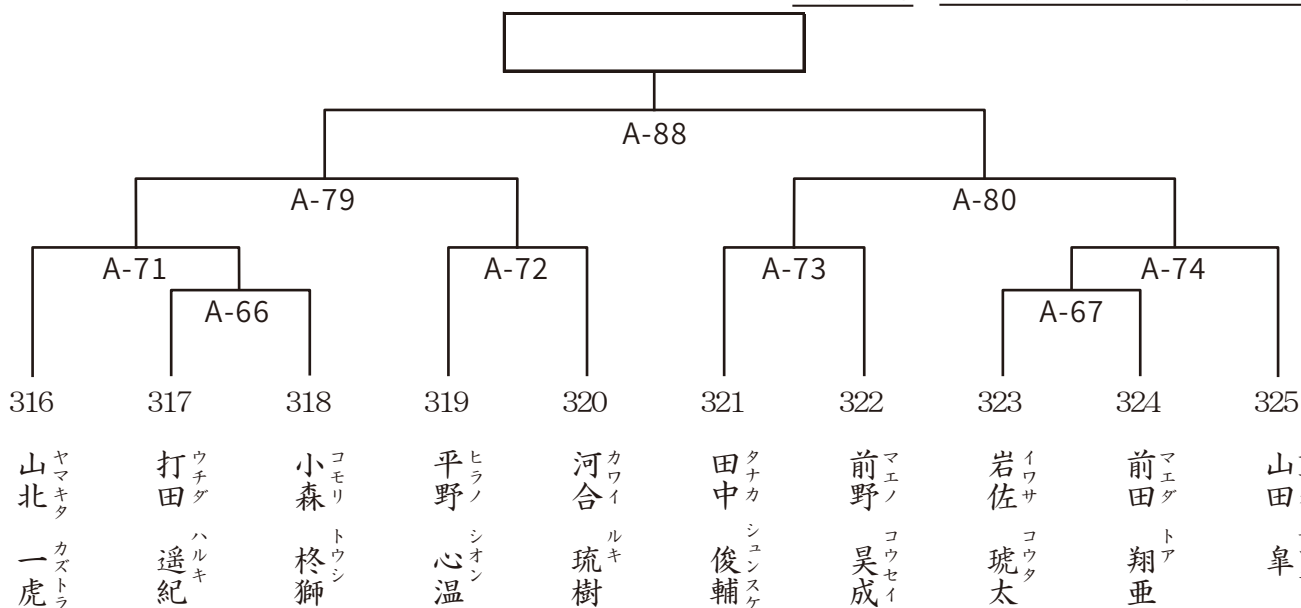 A-88
A-79
A-80
A-71
A-72
A-73
A-74
A-66
A-67
316
317
318
319
320
321
322
323
324
325
山北 一虎
ヤマキタ カズトラ
打田 遥紀
ウチダ ハルキ
小森 柊獅
コモリ トウシ
平野 心温
ヒラノ シオン
河合 琉樹
カワイ ルキ
田中 俊輔
タナカ シュンスケ
前野 昊成
マエノ コウセイ
岩佐 琥太
イワサ コウタ
前田 翔亜
マエダ トア
山田 皐